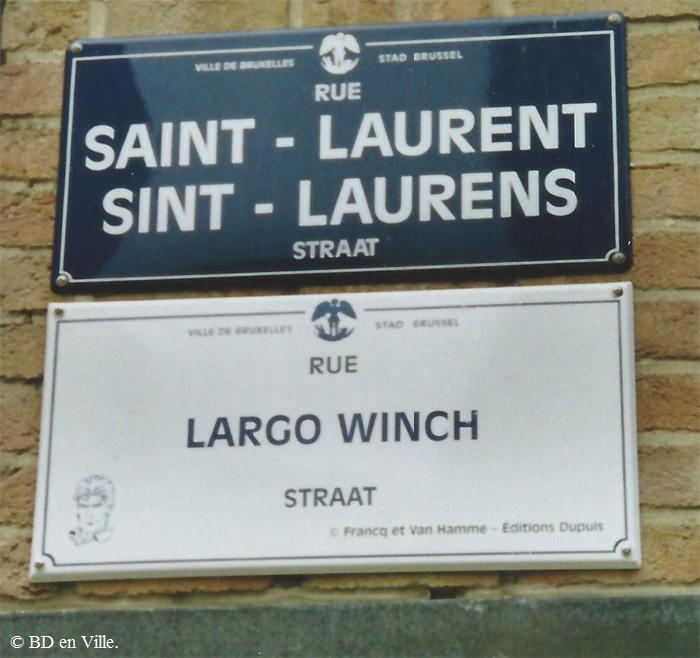 VILLE DE BRUXELLES STAD BRUSSEL
RUE
SAINT - LAURENT
SINT - LAURENS
STRAAT
VILLE DE BRUXELLES STAD BRUSSEL
RUE
LARGO WINCH
STRAAT
© Francq et Van Hamme - Éditions Dupuis
© BD en Ville.